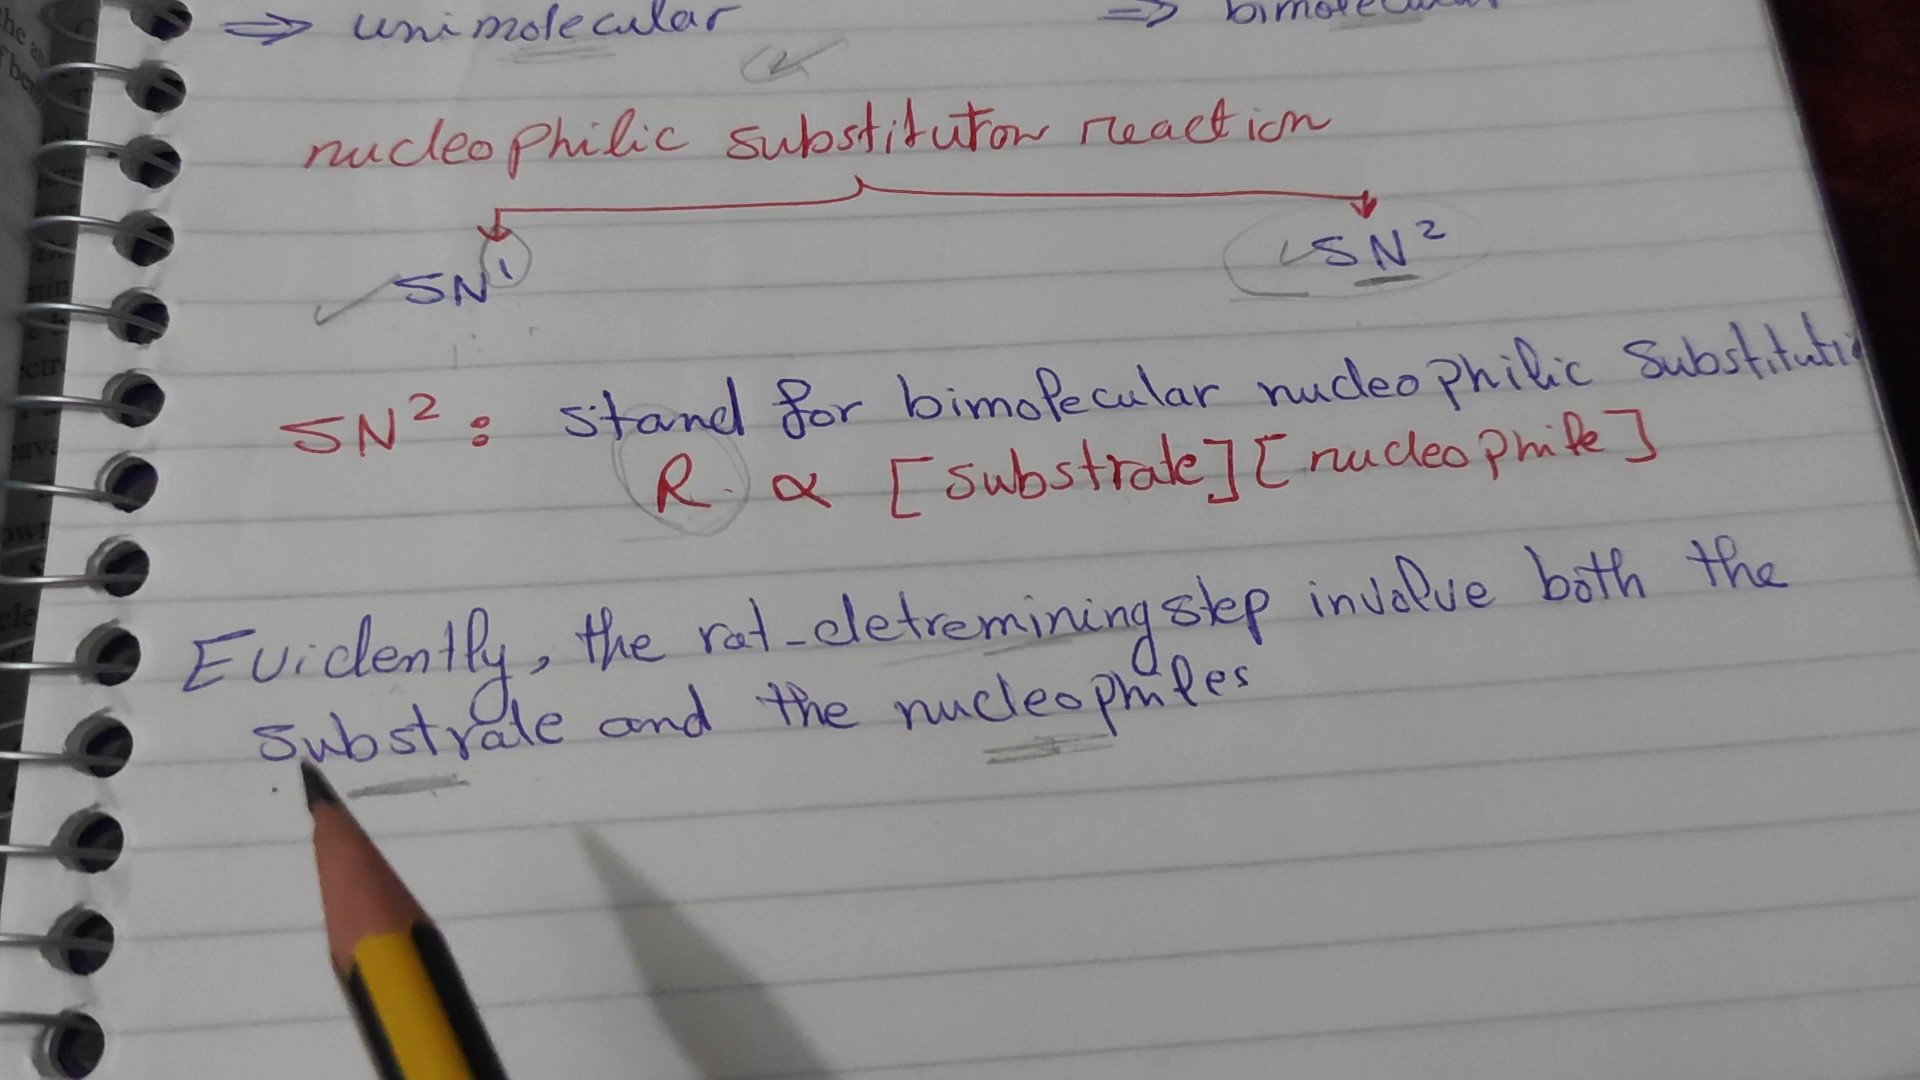 ⇒ unimolecular ⇒ bimolecular
nucleophilic substitution reaction
SN¹ SN²
SN²: stand for bimolecular nucleophilic substituti
R ∝ [substrate][nucleophile]
Evidently, the rat-detremining step involve both the
substrate and the nucleophiles